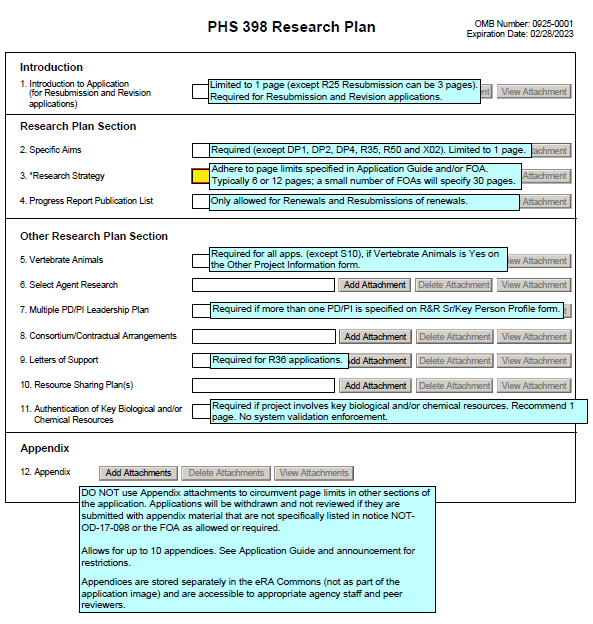 PHS 398 Research Plan
OMB Number: 0925-0001
Expiration Date: 02/28/2023
Introduction
1. Introduction to Application
(for Resubmission and Revision
applications)
Limited to 1 page (except R25 Resubmission can be 3 pages).
Required for Resubmission and Revision applications.
View Attachment
Research Plan Section
2. Specific Aims
Required (except DP1, DP2, DP4, R35, R50 and X02). Limited to 1 page.
3. *Research Strategy
Adhere to page limits specified in Application Guide and/or FOA.
Typically 6 or 12 pages; a small number of FOAs will specify 30 pages.
Attachment
4. Progress Report Publication List
Only allowed for Renewals and Resubmissions of renewals.
Attachment
Other Research Plan Section
5. Vertebrate Animals
Required for all apps. (except S10), if Vertebrate Animals is Yes on
the Other Project Information form.
Attachment
6. Select Agent Research
Add Attachment Delete Attachment View Attachment
7. Multiple PD/PI Leadership Plan
Required if more than one PD/PI is specified on R&R Sr/Key Person Profile form.
8. Consortium/Contractual Arrangements
Add Attachment Delete Attachment View Attachment
9. Letters of Support
Required for R36 applications.
Attachment Delete Attachment View Attachment
10. Resource Sharing Plan(s)
Add Attachment Delete Attachment View Attachment
11. Authentication of Key Biological and/or
Chemical Resources
Required if project involves key biological and/or chemical resources. Recommend 1
page. No system validation enforcement.
Appendix
12. Appendix
Add Attachments Delete Attachments View Attachments
DO NOT use Appendix attachments to circumvent page limits in other sections of
the application. Applications will be withdrawn and not reviewed if they are
submitted with appendix material that are not specifically listed in notice NOT-
OD-17-098 or the FOA as allowed or required.
Allows for up to 10 appendices. See Application Guide and announcement for
restrictions.
Appendices are stored separately in the eRA Commons (not as part of the
application image) and are accessible to appropriate agency staff and peer
reviewers.